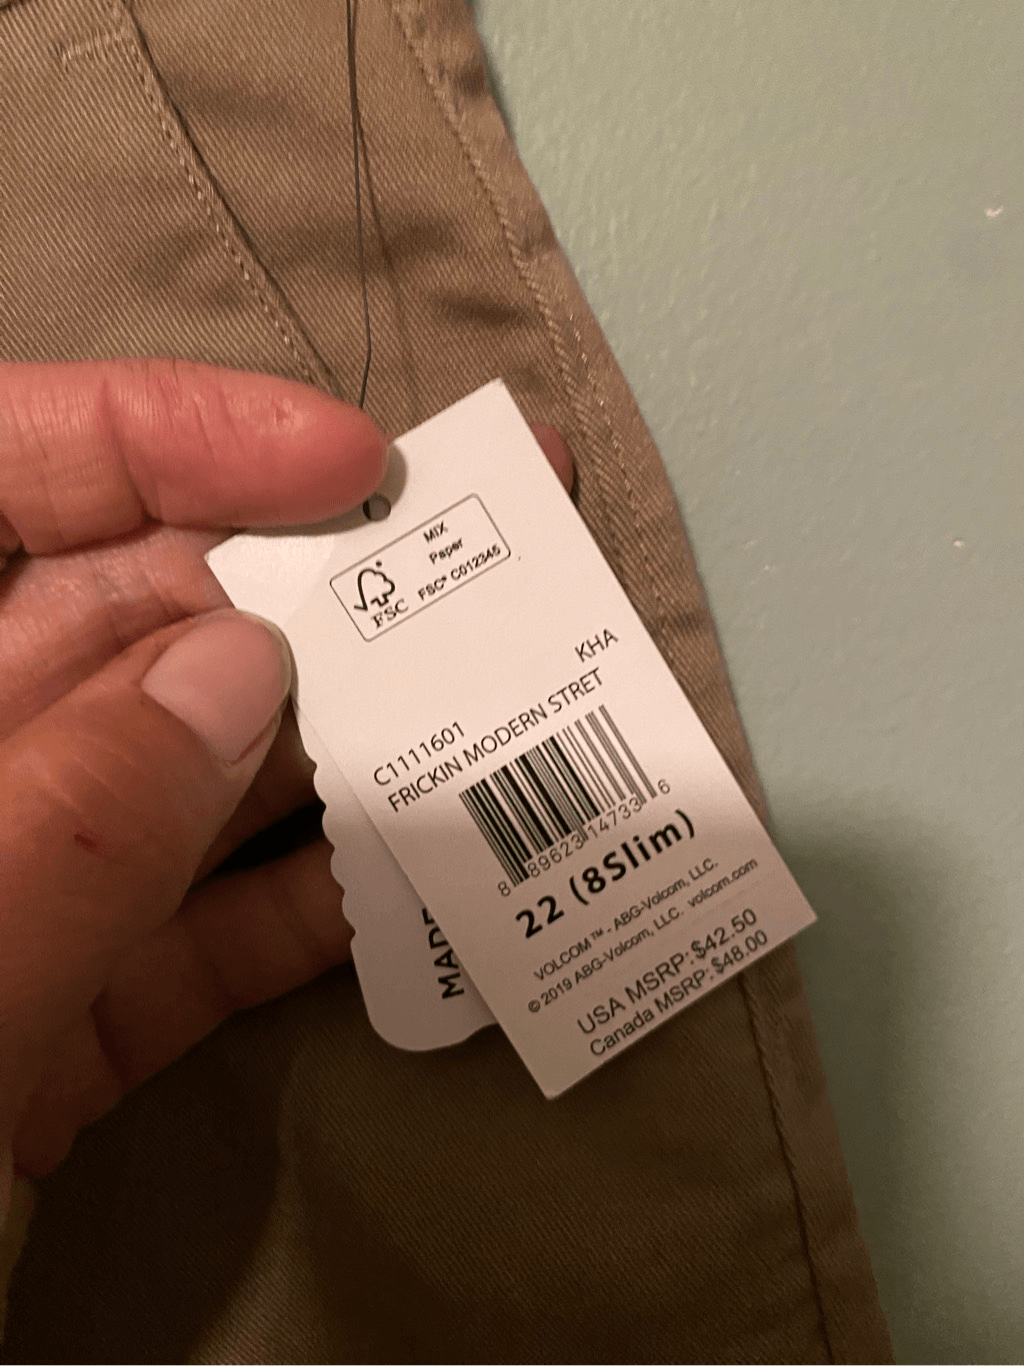 MIX
Paper
FSC® C012345
FSC
KHA
C1111601
FRICKIN MODERN STRET
8 89623 14733 6
22 (8Slim)
VOLCOM™ - ABG-Volcom, LLC.
© 2019 ABG-Volcom, LLC. volcom.com
USA MSRP: $42.50
Canada MSRP: $48.00
MADE